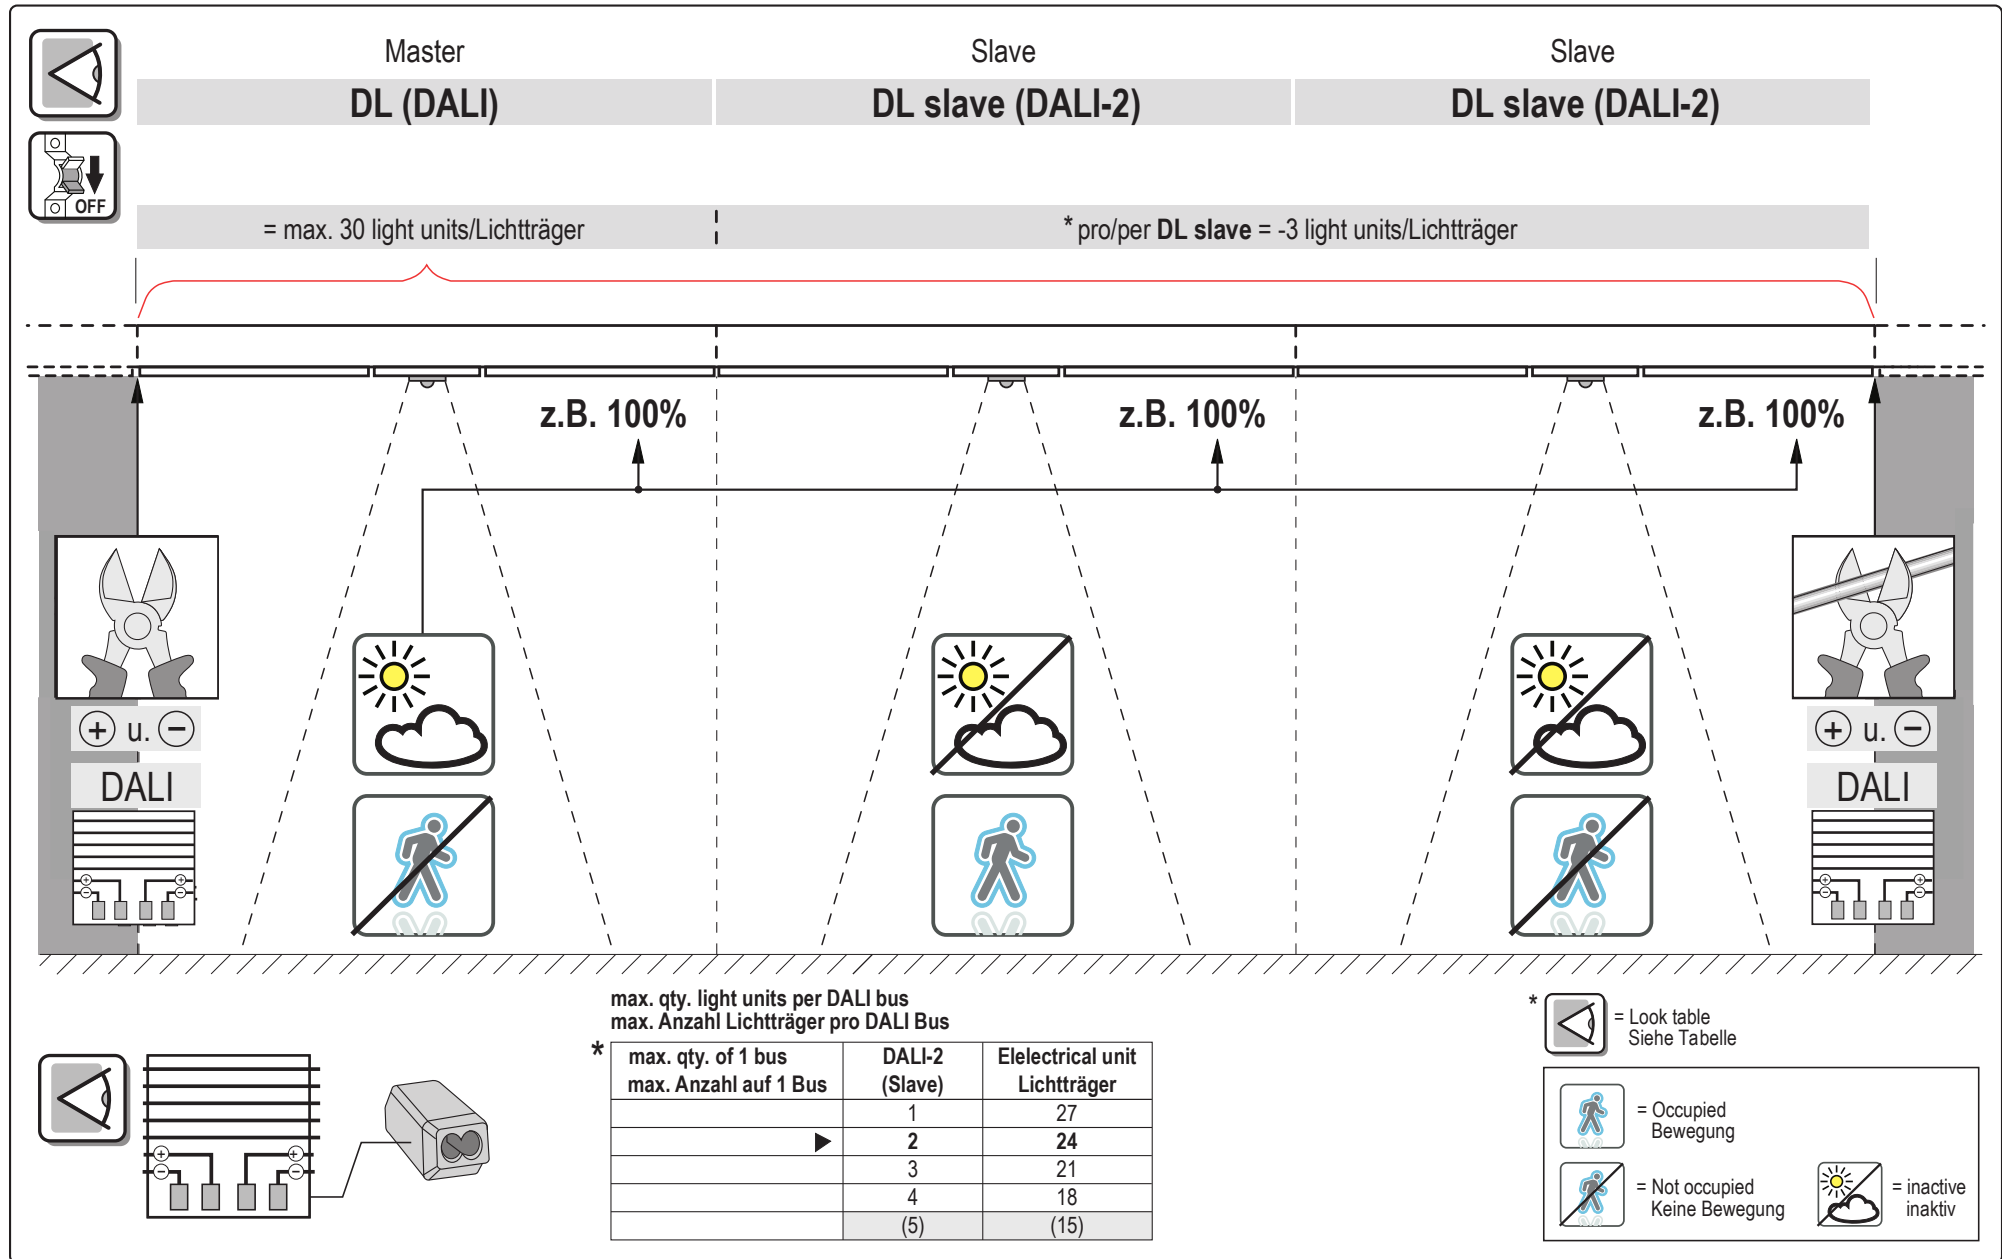 Master
Slave
Slave
DL (DALI)
DL slave (DALI-2)
DL slave (DALI-2)
OFF
= max. 30 light units/Lichtträger
* pro/per DL slave = -3 light units/Lichtträger
z.B. 100%
z.B. 100%
z.B. 100%
+ u. −
+ u. −
DALI
DALI
max. qty. light units per DALI bus
max. Anzahl Lichtträger pro DALI Bus
*
max. qty. of 1 bus
max. Anzahl auf 1 Bus
DALI-2
(Slave)
Elelectrical unit
Lichtträger
1 27
▶ 2 24
3 21
4 18
(5) (15)
*
= Look table
Siehe Tabelle
= Occupied
Bewegung
= Not occupied
Keine Bewegung
= inactive
inaktiv